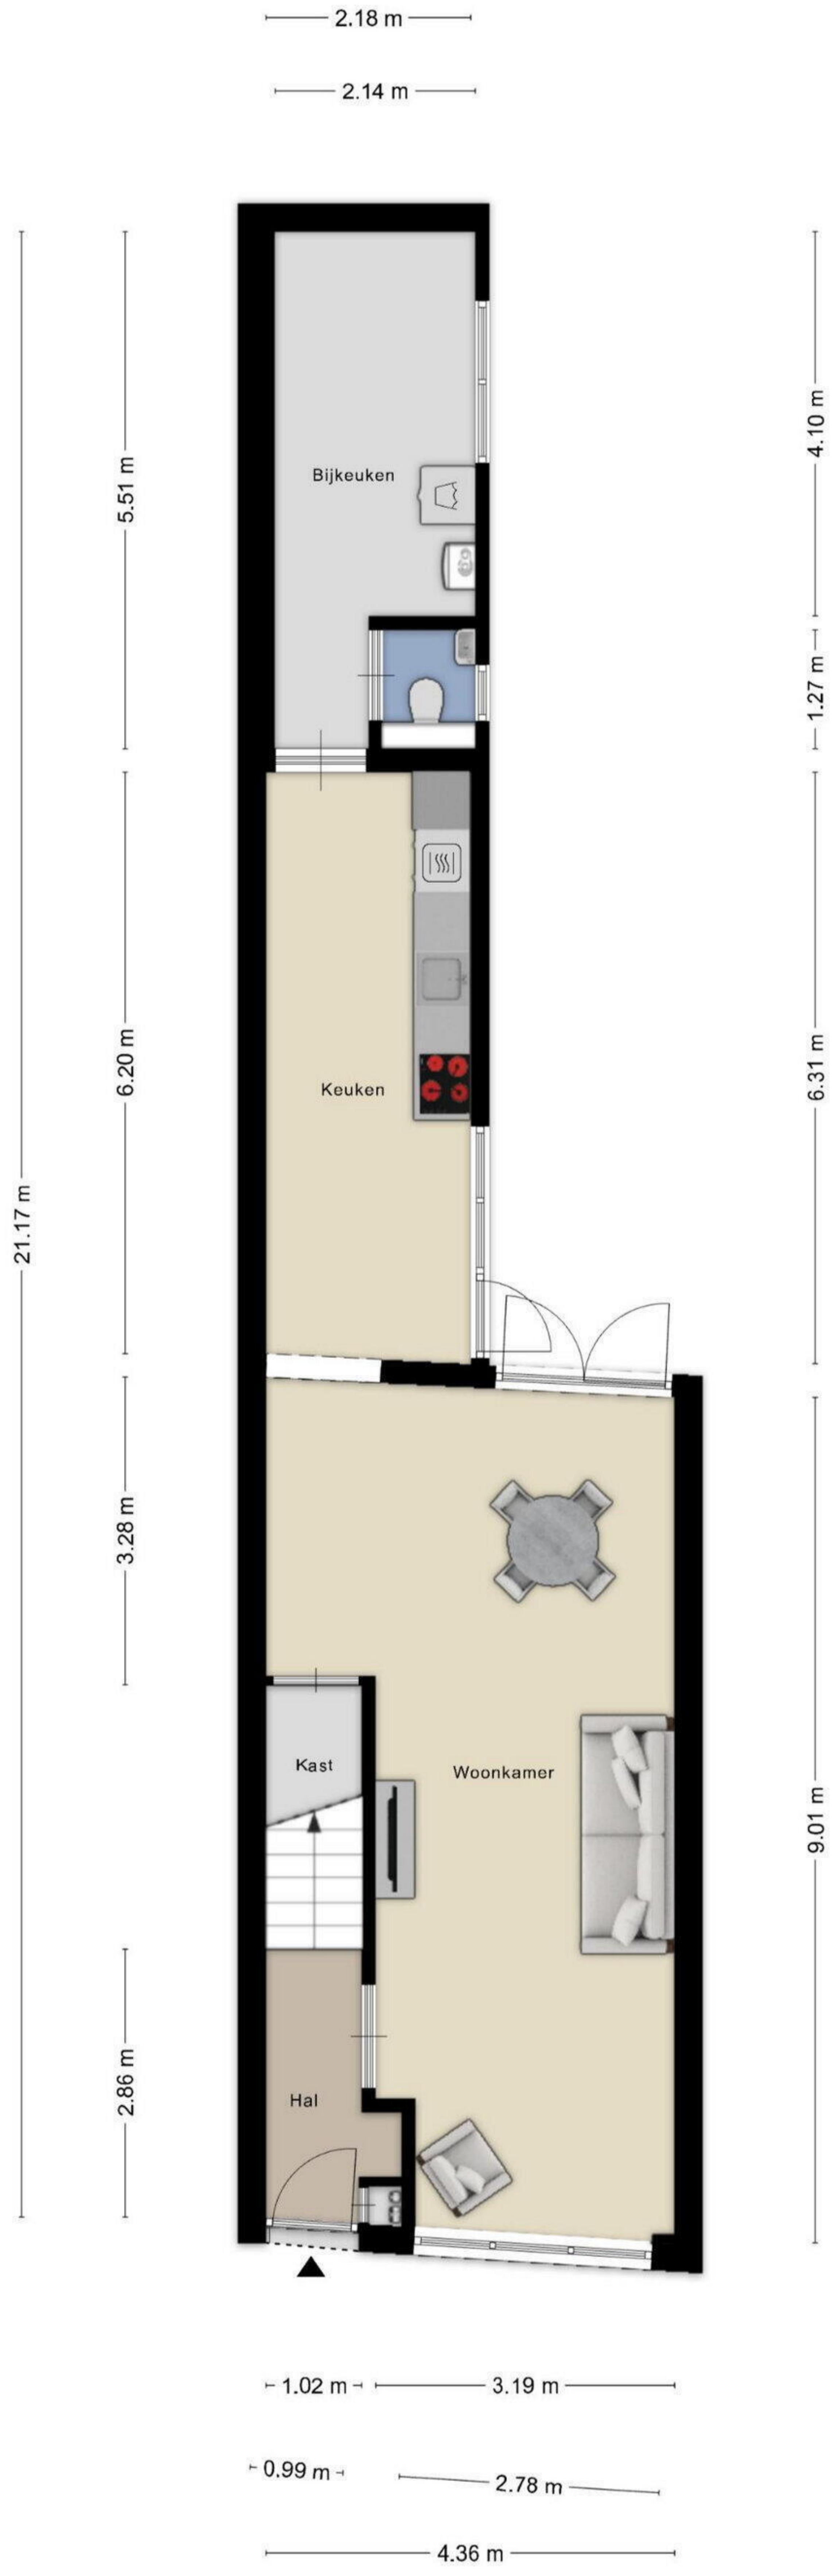 2.18 m
2.14 m
5.51 m
4.10 m
Bijkeuken
1.27 m
6.20 m
6.31 m
Keuken
21.17 m
3.28 m
Kast
Woonkamer
9.01 m
2.86 m
Hal
1.02 m
3.19 m
0.99 m
2.78 m
4.36 m